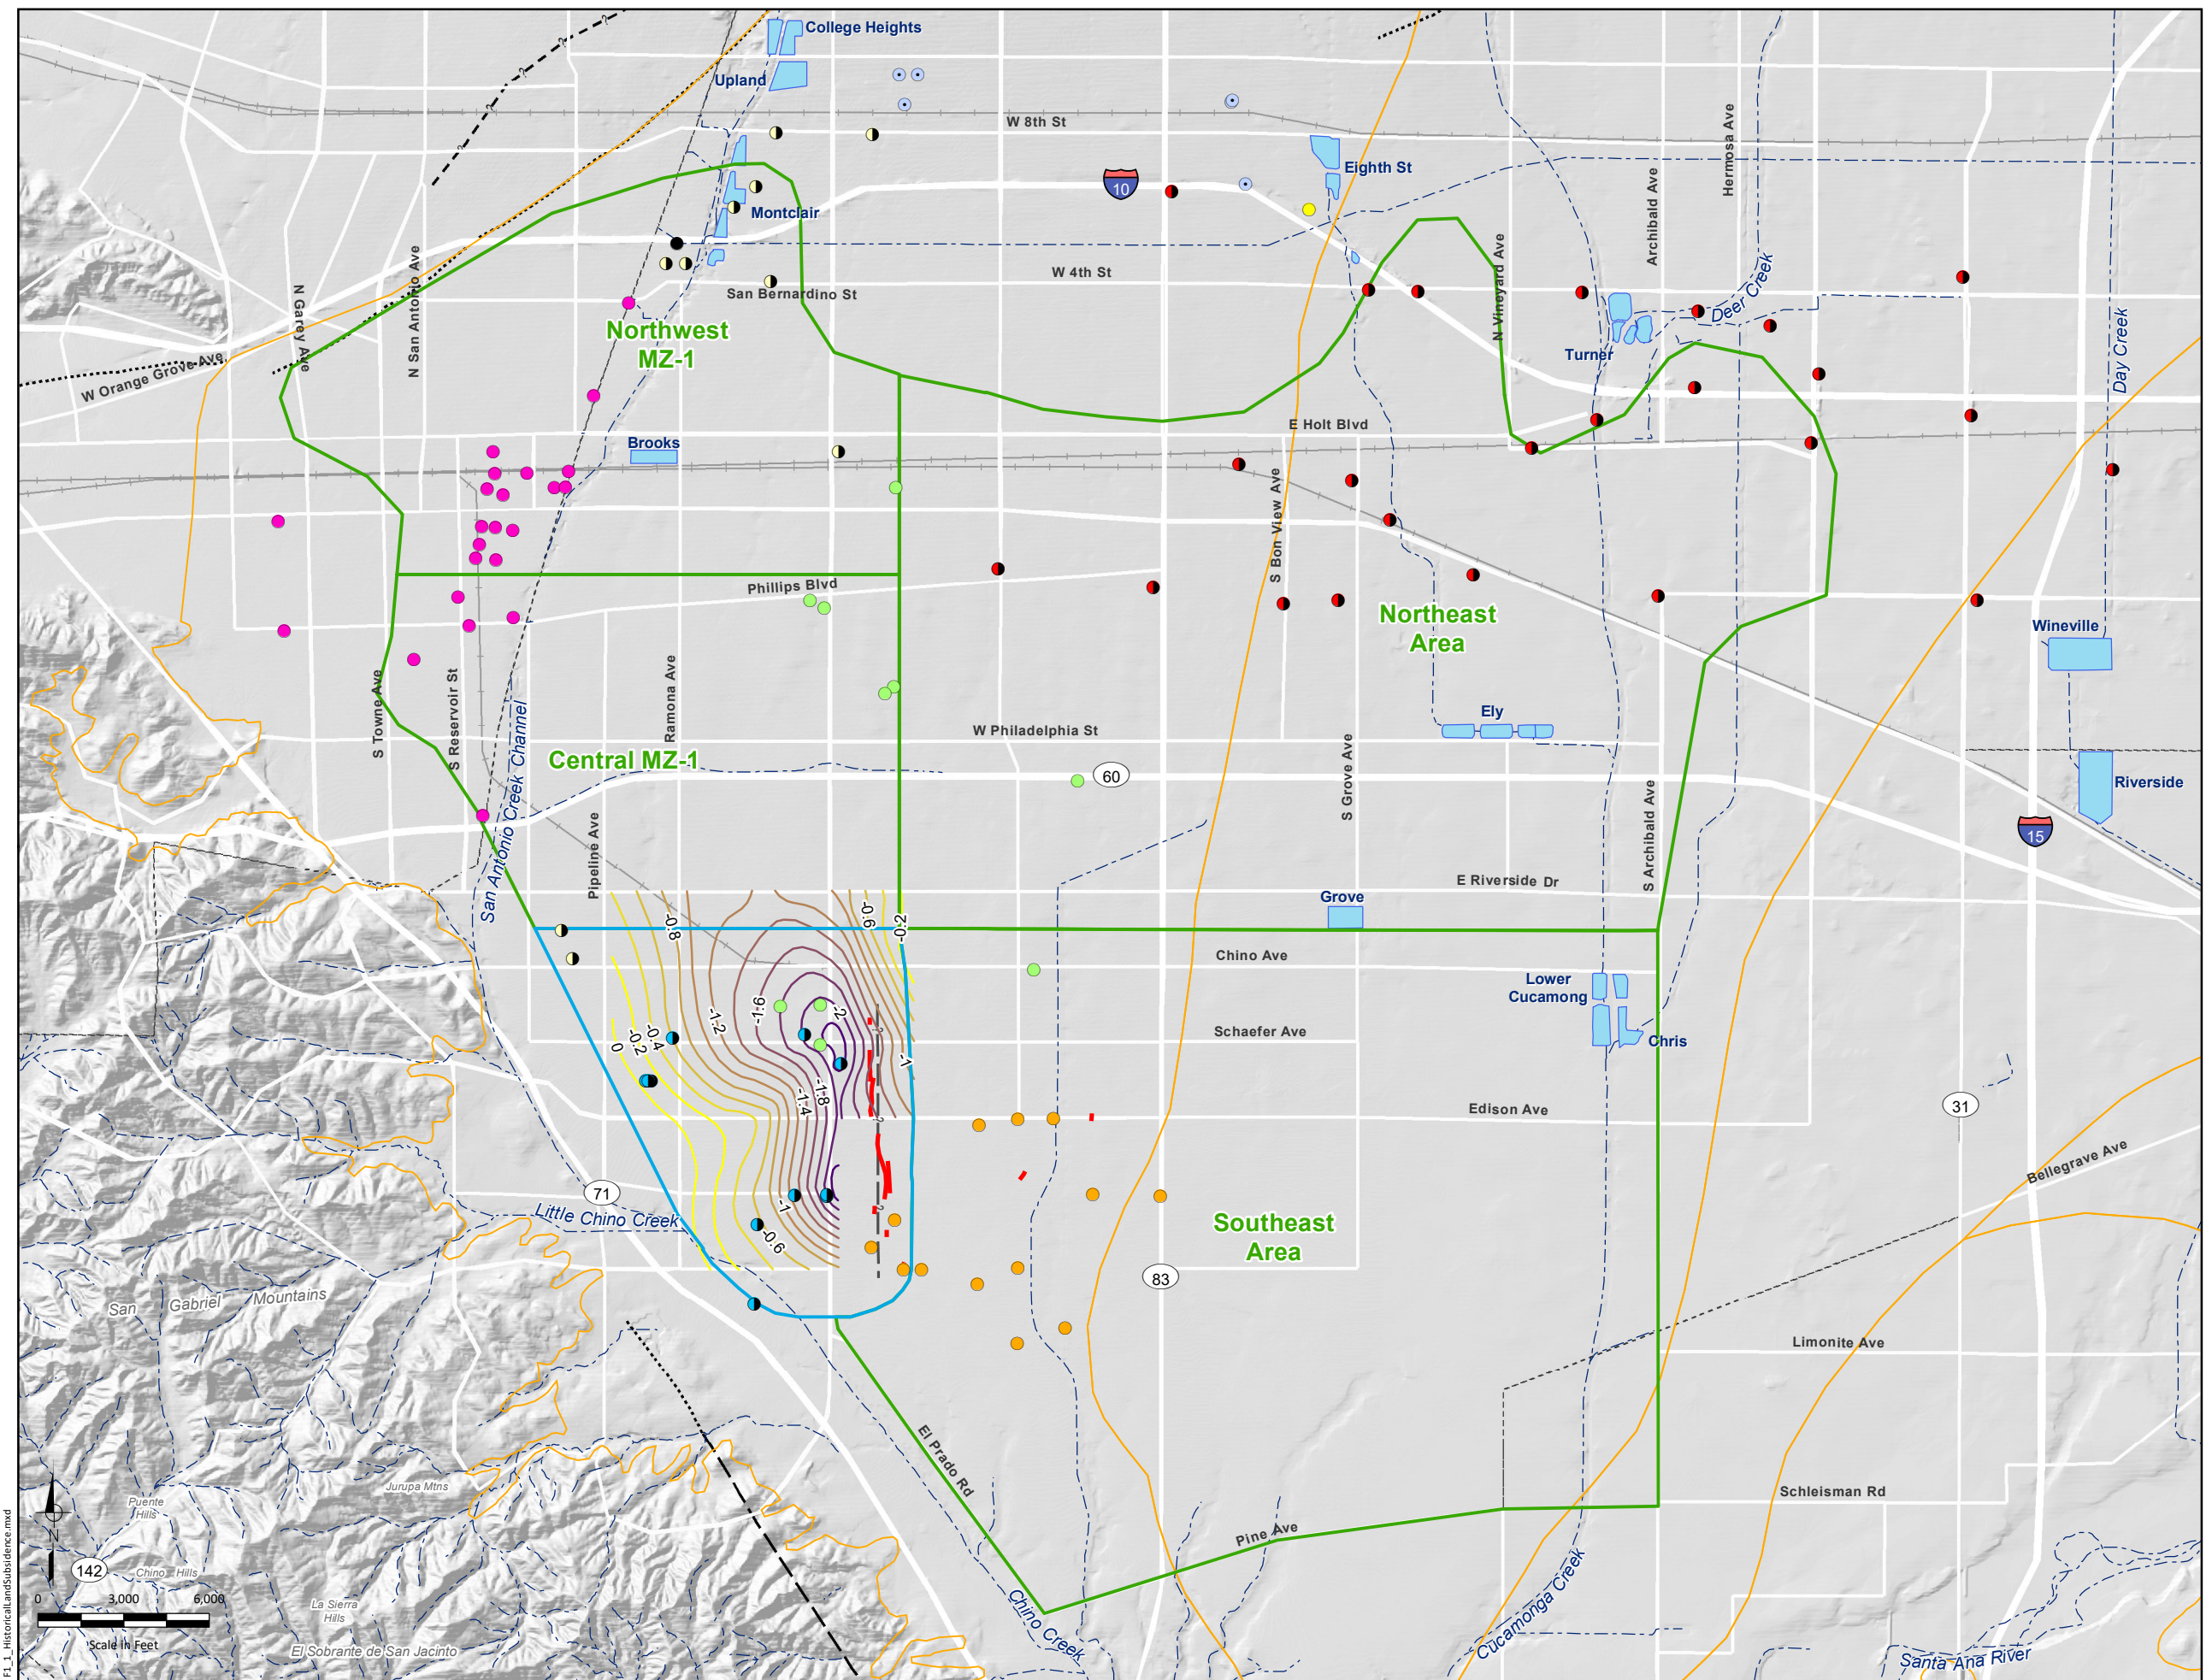 College Heights
Upland
W 8th St
Eighth St
10
Montclair
Hermosa Ave
Archibald Ave
N Vineyard Ave
W 4th St
San Bernardino St
N San Antonio Ave
N Garey Ave
Northwest
MZ-1
Deer Creek
Day Creek
Turner
W Orange Grove Ave
E Holt Blvd
Brooks
S Bon View Ave
Phillips Blvd
Northeast
Area
Wineville
S Towne Ave
S Reservoir St
Ramona Ave
San Antonio Creek Channel
Central MZ-1
W Philadelphia St
Ely
60
S Grove Ave
S Archibald Ave
Riverside
15
Pipeline Ave
E Riverside Dr
Grove
-0.8
-0.6
-0.2
Chino Ave
Lower
Cucamong
Schaefer Ave
Chris
-2
-1.6
-1.2
-0.4
-0.2
0
-1
-1.8
-1.4
?
?
?
Edison Ave
31
Bellegrave Ave
71
Little Chino Creek
-1
-0.6
Southeast
Area
83
San Gabriel Mountains
Limonite Ave
El Prado Rd
Jurupa Mtns
Puente
Hills
Schleisman Rd
Pine Ave
N
142
Chino Hills
0 3,000 6,000
Scale in Feet
La Sierra
Hills
El Sobrante de San Jacinto
Chino Creek
Cucamonga Creek
Santa Ana River
F1_1_1_HistoricalLandSubsidence.mxd
?
?
?
?